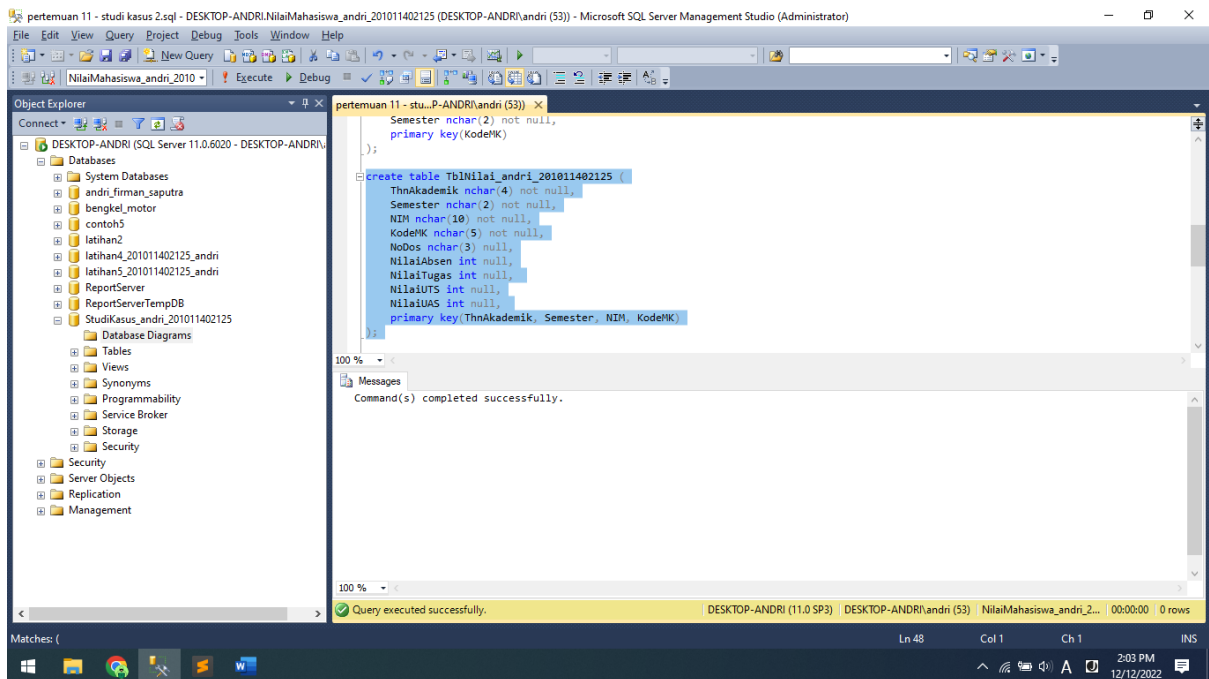 pertemuan 11 - studi kasus 2.sql - DESKTOP-ANDRI.NilaiMahasiswa_andri_201011402125 (DESKTOP-ANDRI\andri (53)) - Microsoft SQL Server Management Studio (Administrator)
File Edit View Query Project Debug Tools Window Help
New Query
NilaiMahasiswa_andri_2010 Execute Debug
Object Explorer
Connect
DESKTOP-ANDRI (SQL Server 11.0.6020 - DESKTOP-ANDRI\
Databases
System Databases
andri_firman_saputra
bengkel_motor
contoh5
latihan2
latihan4_201011402125_andri
latihan5_201011402125_andri
ReportServer
ReportServerTempDB
StudiKasus_andri_201011402125
Database Diagrams
Tables
Views
Synonyms
Programmability
Service Broker
Storage
Security
Security
Server Objects
Replication
Management
pertemuan 11 - stu...P-ANDRI\andri (53))
Semester nchar(2) not null,
primary key(KodeMK)
);
create table TblNilai_andri_201011402125 (
ThnAkademik nchar(4) not null,
Semester nchar(2) not null,
NIM nchar(10) not null,
KodeMK nchar(5) not null,
NoDos nchar(3) null,
NilaiAbsen int null,
NilaiTugas int null,
NilaiUTS int null,
NilaiUAS int null,
primary key(ThnAkademik, Semester, NIM, KodeMK)
);
100 %
Messages
Command(s) completed successfully.
100 %
Query executed successfully. DESKTOP-ANDRI (11.0 SP3) DESKTOP-ANDRI\andri (53) NilaiMahasiswa_andri_2... 00:00:00 0 rows
Matches: ( Ln 48 Col 1 Ch 1 INS
A 2:03 PM
12/12/2022